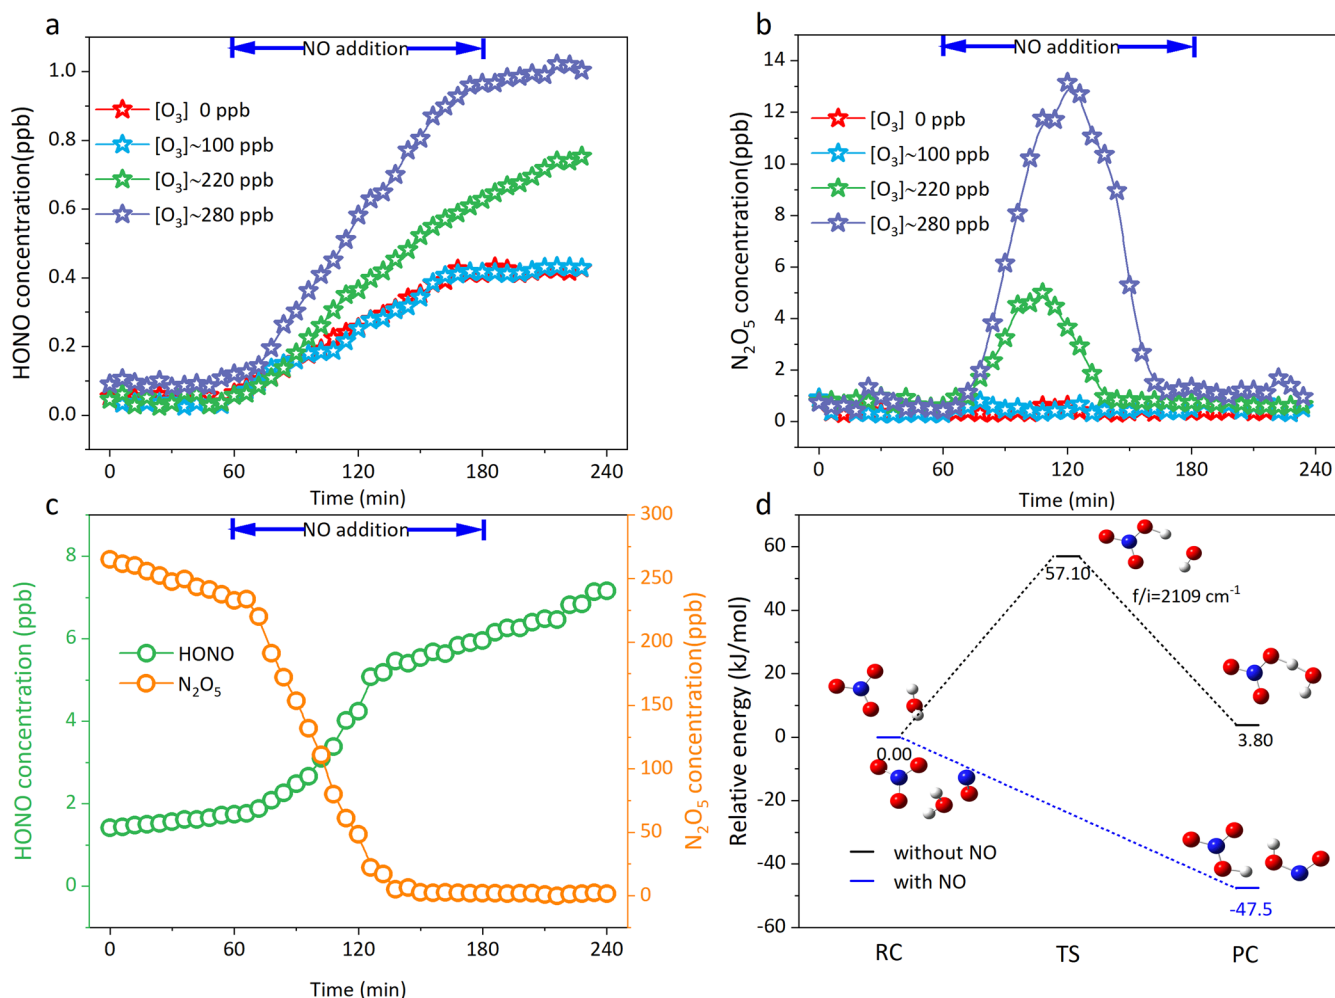 a
NO addition
HONO concentration(ppb)
1.0
0.8
0.6
0.4
0.2
0.0
[O3] 0 ppb
[O3]~100 ppb
[O3]~220 ppb
[O3]~280 ppb
0
60
120
180
240
Time (min)
b
NO addition
N2O5 concentration(ppb)
14
12
10
8
6
4
2
0
[O3] 0 ppb
[O3]~100 ppb
[O3]~220 ppb
[O3]~280 ppb
0
60
120
180
240
Time (min)
c
NO addition
HONO concentration (ppb)
8
6
4
2
0
HONO
N2O5
N2O5 concentration(ppb)
300
250
200
150
100
50
0
0
60
120
180
240
Time (min)
d
Relative energy (kJ/mol)
60
40
20
0
-20
-40
-60
57.10
f/i=2109 cm-1
0.00
3.80
without NO
with NO
-47.5
RC
TS
PC